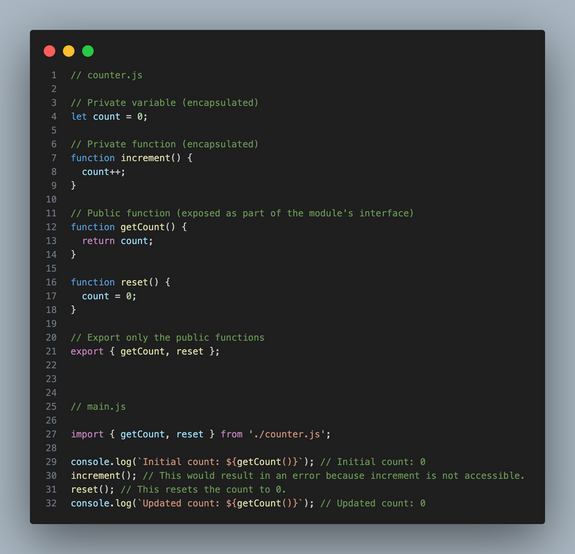 1 // counter.js
2
3 // Private variable (encapsulated)
4 let count = 0;
5
6 // Private function (encapsulated)
7 function increment() {
8   count++;
9 }
10
11 // Public function (exposed as part of the module's interface)
12 function getCount() {
13   return count;
14 }
15
16 function reset() {
17   count = 0;
18 }
19
20 // Export only the public functions
21 export { getCount, reset };
22
23
24
25 // main.js
26
27 import { getCount, reset } from './counter.js';
28
29 console.log(`Initial count: ${getCount()}`); // Initial count: 0
30 increment(); // This would result in an error because increment is not accessible.
31 reset(); // This resets the count to 0.
32 console.log(`Updated count: ${getCount()}`); // Updated count: 0